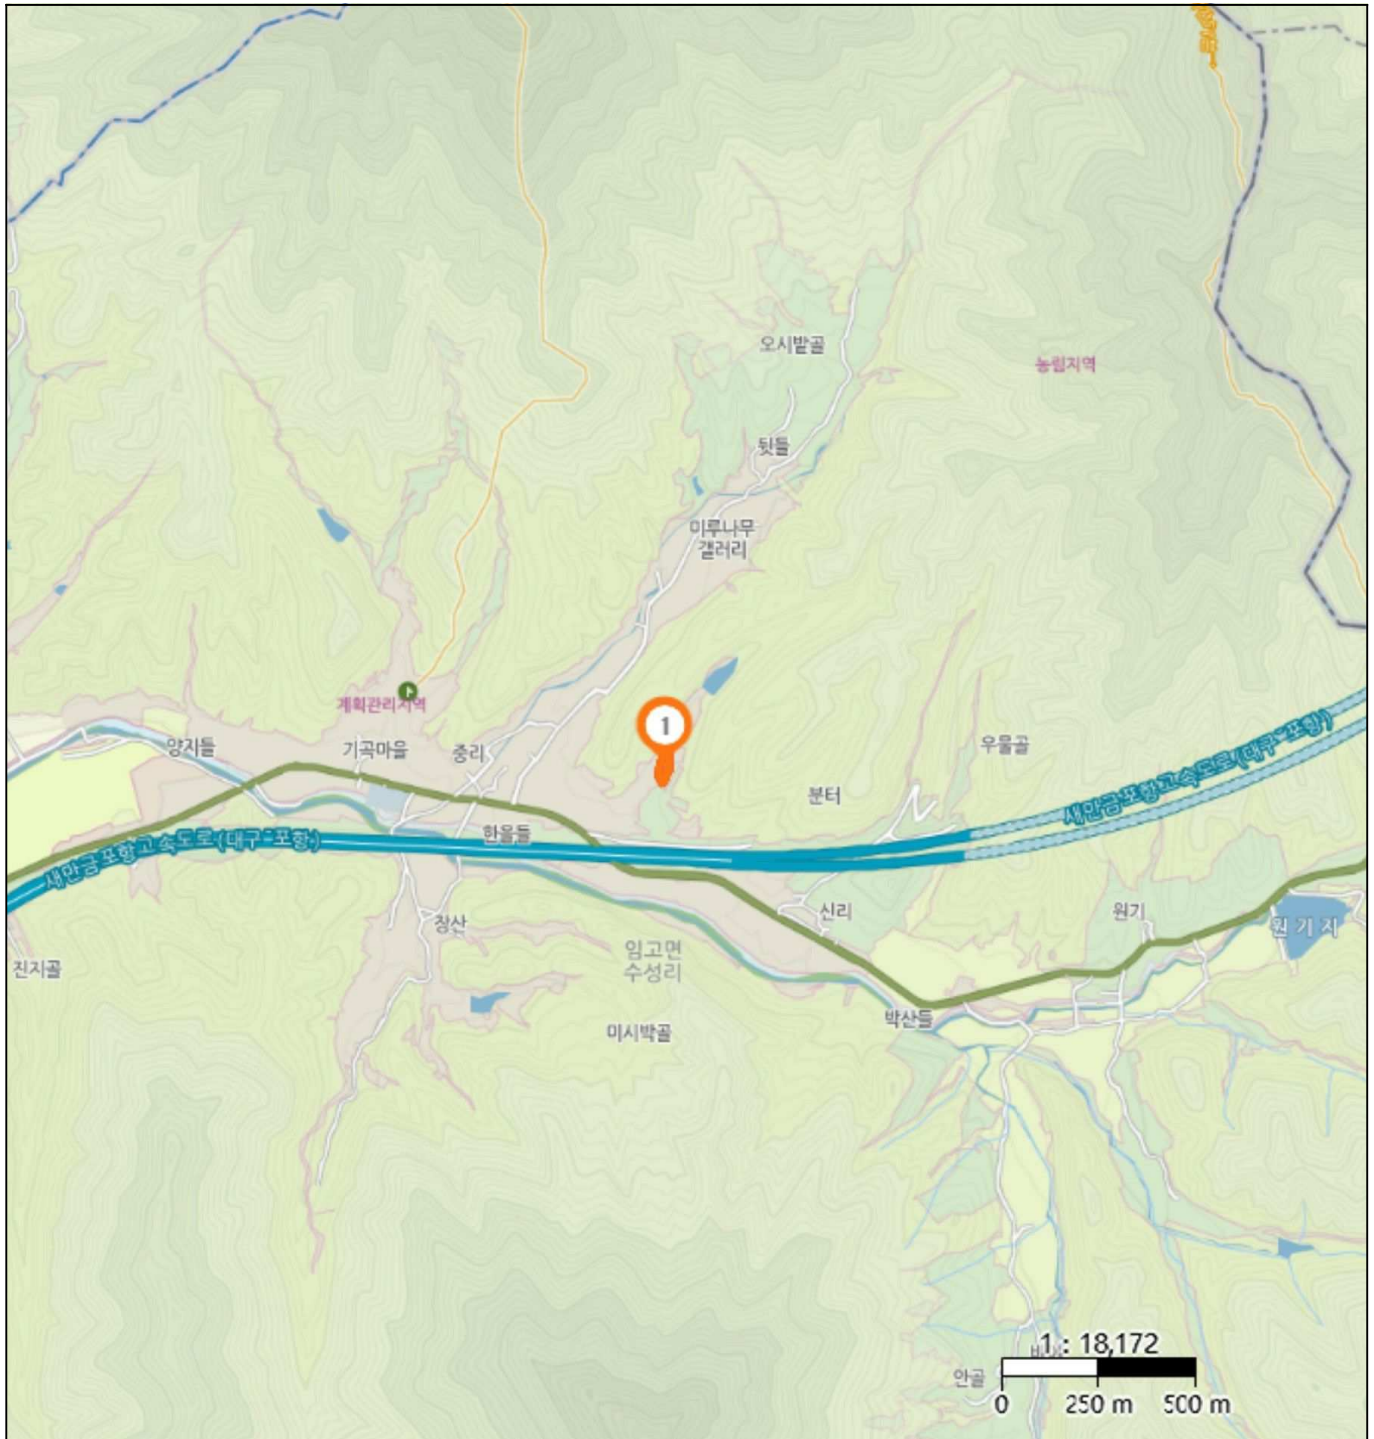 오시밭골
농림지역
뒷들
미루나무
갤러리
1
계획관리지역
양지들
기곡마을
중리
우물골
새만금포항고속도로(대구-포항)
분터
한을들
새만금포항고속도로(대구-포항)
장산
신리
원기
원기지
임고면
수성리
진지골
미시박골
박산들
1 : 18,172
안골
0 250 m 500 m